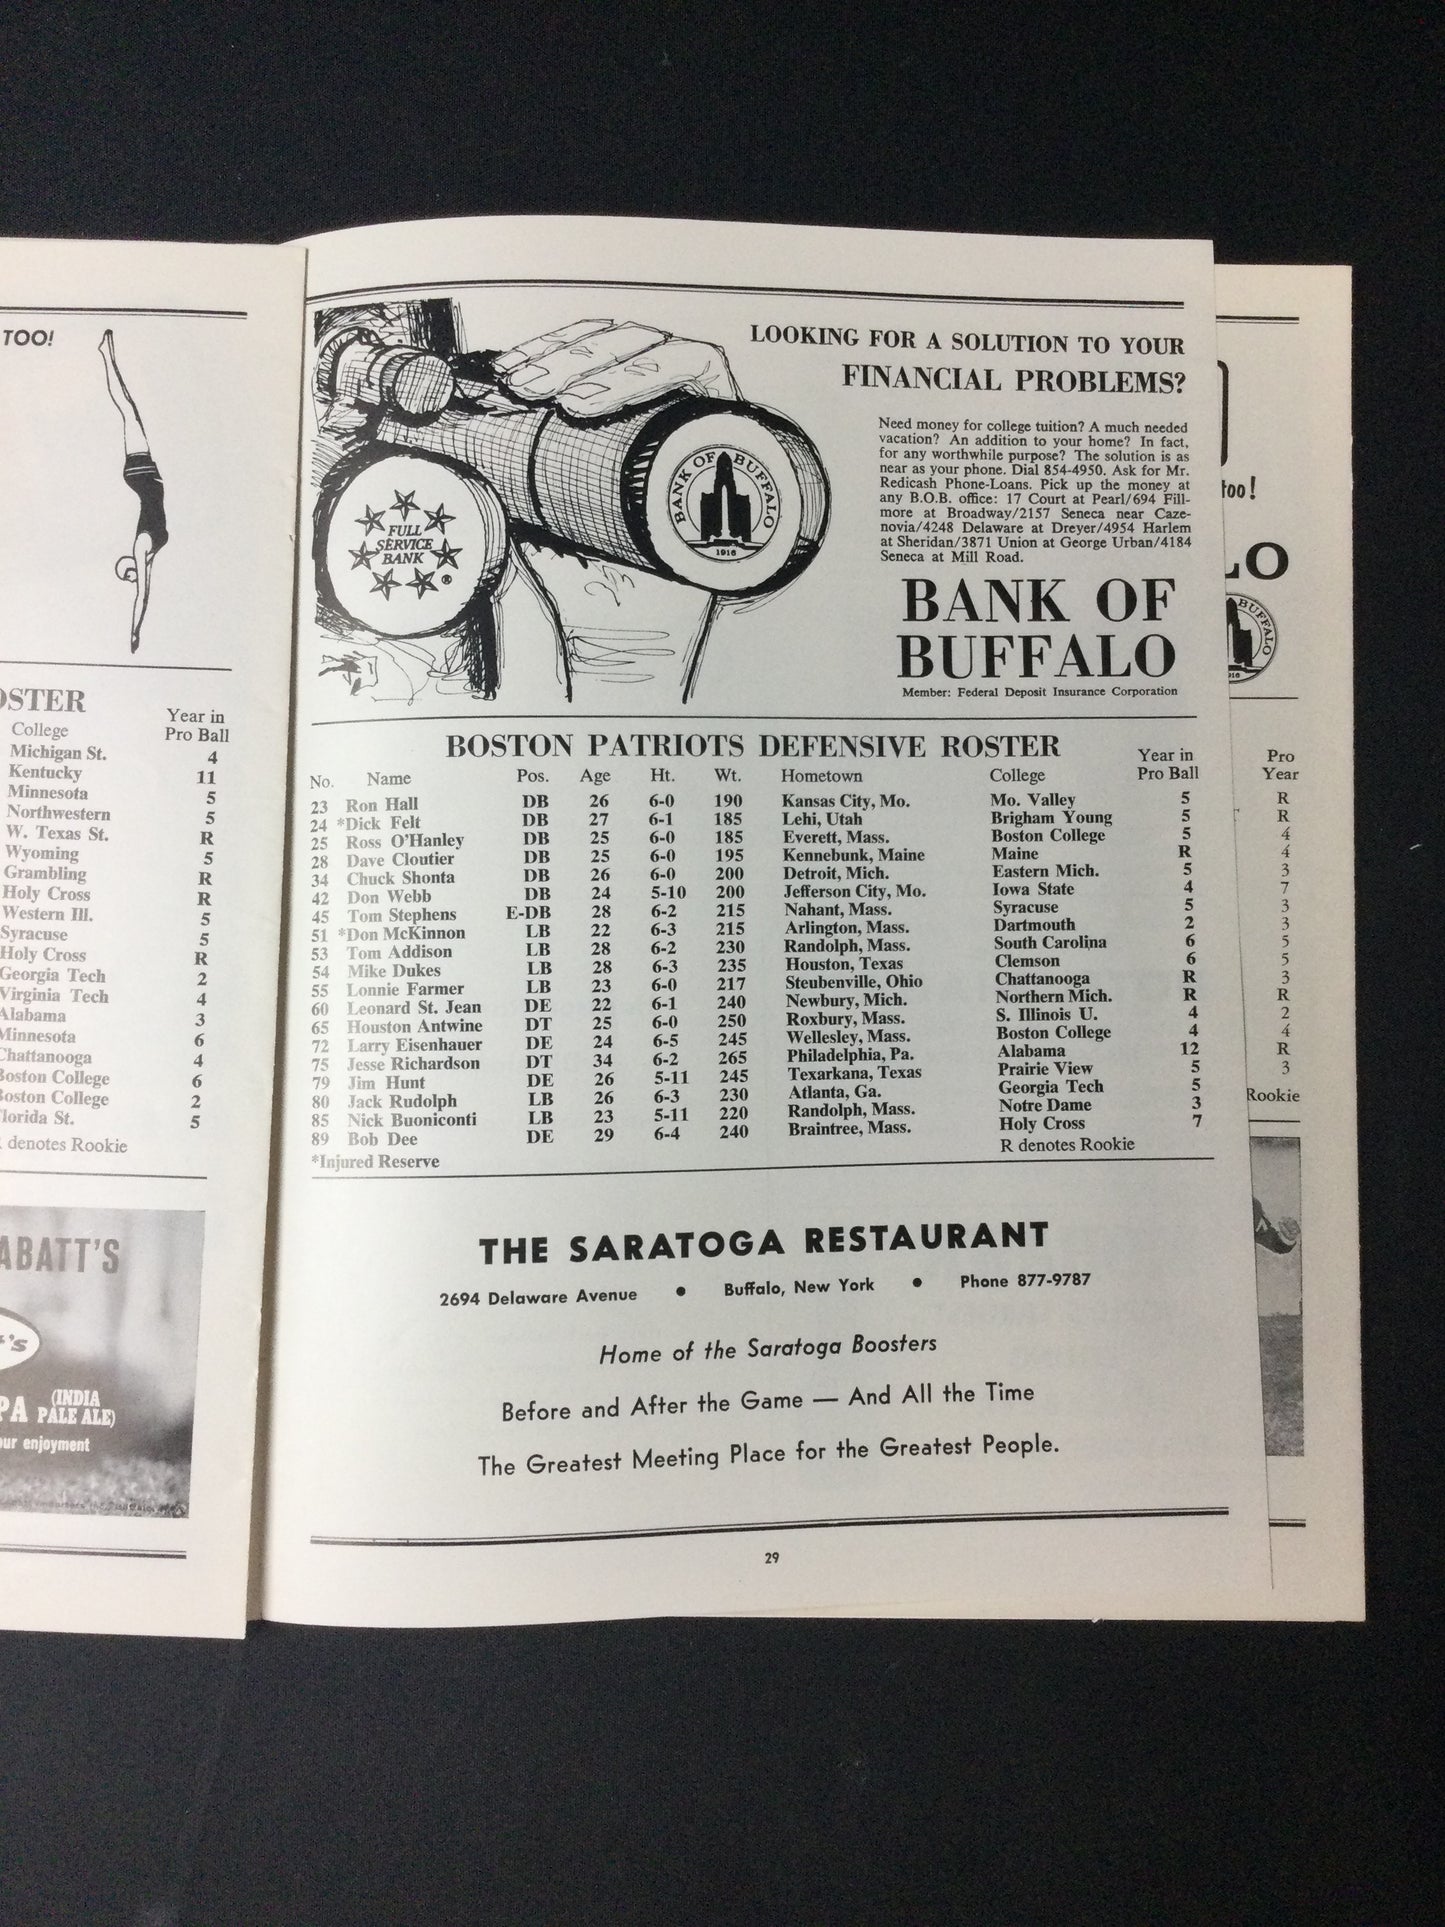 TOO!
OSTER
College Year in Pro Ball
Michigan St. 4
Kentucky 11
Minnesota 5
Northwestern 5
W. Texas St. R
Wyoming 5
Grambling R
Holy Cross R
Western Ill. 5
Syracuse 5
Holy Cross R
Georgia Tech 2
Virginia Tech 4
Alabama 3
Minnesota 6
Chattanooga 4
Boston College 6
Boston College 2
Florida St. 5
denotes Rookie
ABATT'S
(INDIA
PA PALE ALE)
our enjoyment
LOOKING FOR A SOLUTION TO YOUR
FINANCIAL PROBLEMS?
Need money for college tuition? A much needed
vacation? An addition to your home? In fact,
for any worthwhile purpose? The solution is as
near as your phone. Dial 854-4950. Ask for Mr.
Redicash Phone-Loans. Pick up the money at
any B.O.B. office: 17 Court at Pearl/694 Fill-
more at Broadway/2157 Seneca near Caze-
novia/4248 Delaware at Dreyer/4954 Harlem
at Sheridan/3871 Union at George Urban/4184
Seneca at Mill Road.
BANK OF BUFFALO
1916
FULL
SERVICE
BANK ®
BANK OF
BUFFALO
Member: Federal Deposit Insurance Corporation
BOSTON PATRIOTS DEFENSIVE ROSTER
No. Name Pos. Age Ht. Wt. Hometown College Year in Pro Ball
23 Ron Hall DB 26 6-0 190 Kansas City, Mo. Mo. Valley 5
24 *Dick Felt DB 27 6-1 185 Lehi, Utah Brigham Young 5
25 Ross O'Hanley DB 25 6-0 185 Everett, Mass. Boston College 5
28 Dave Cloutier DB 25 6-0 195 Kennebunk, Maine Maine R
34 Chuck Shonta DB 26 6-0 200 Detroit, Mich. Eastern Mich. 5
42 Don Webb DB 24 5-10 200 Jefferson City, Mo. Iowa State 4
45 Tom Stephens E-DB 28 6-2 215 Nahant, Mass. Syracuse 5
51 *Don McKinnon LB 22 6-3 215 Arlington, Mass. Dartmouth 2
53 Tom Addison LB 28 6-2 230 Randolph, Mass. South Carolina 6
54 Mike Dukes LB 28 6-3 235 Houston, Texas Clemson 6
55 Lonnie Farmer LB 23 6-0 217 Steubenville, Ohio Chattanooga R
60 Leonard St. Jean DE 22 6-1 240 Newbury, Mich. Northern Mich. R
65 Houston Antwine DT 25 6-0 250 Roxbury, Mass. S. Illinois U. 4
72 Larry Eisenhauer DE 24 6-5 245 Wellesley, Mass. Boston College 4
75 Jesse Richardson DT 34 6-2 265 Philadelphia, Pa. Alabama 12
79 Jim Hunt DE 26 5-11 245 Texarkana, Texas Prairie View 5
80 Jack Rudolph LB 26 6-3 230 Atlanta, Ga. Georgia Tech 5
85 Nick Buoniconti LB 23 5-11 220 Randolph, Mass. Notre Dame 3
89 Bob Dee DE 29 6-4 240 Braintree, Mass. Holy Cross 7
*Injured Reserve R denotes Rookie
THE SARATOGA RESTAURANT
2694 Delaware Avenue • Buffalo, New York • Phone 877-9787
Home of the Saratoga Boosters
Before and After the Game — And All the Time
The Greatest Meeting Place for the Greatest People.
29
too!
LO
BUFFALO
Pro
Year
R
R
4
4
3
7
3
3
5
5
3
R
2
4
R
3
Rookie